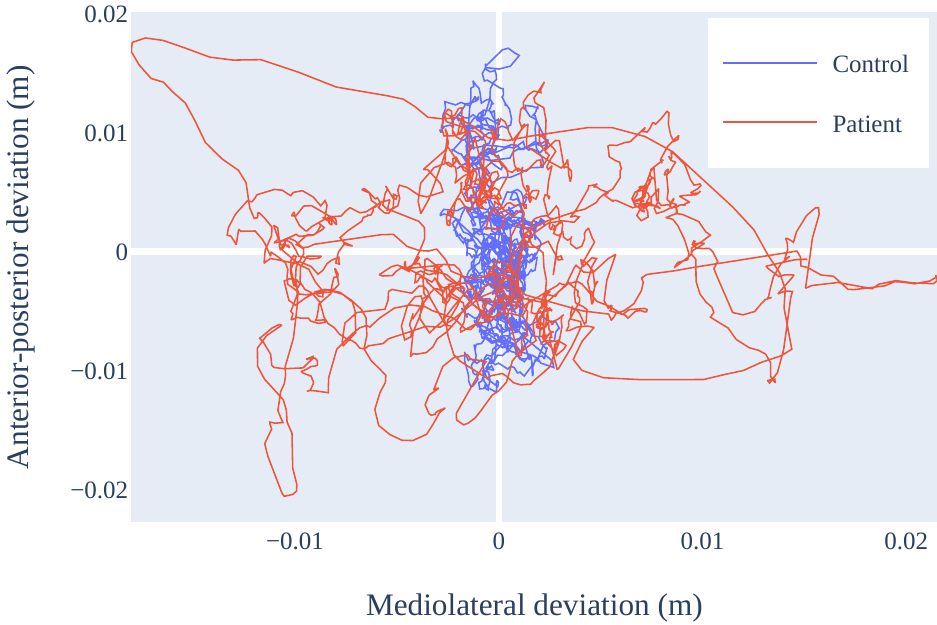 0.02
0.01
0
−0.01
−0.02
Anterior-posterior deviation (m)
Control
Patient
−0.01
0
0.01
0.02
Mediolateral deviation (m)